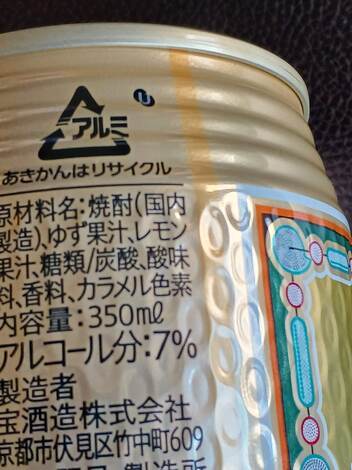 アルミ
U
あきかんはリサイクル
原材料名:焼酎(国内
製造)、ゆず果汁、レモン
果汁、糖類/炭酸、酸味
料、香料、カラメル色素
内容量:350mℓ
アルコール分:7%
製造者
宝酒造株式会社
京都市伏見区竹中町609